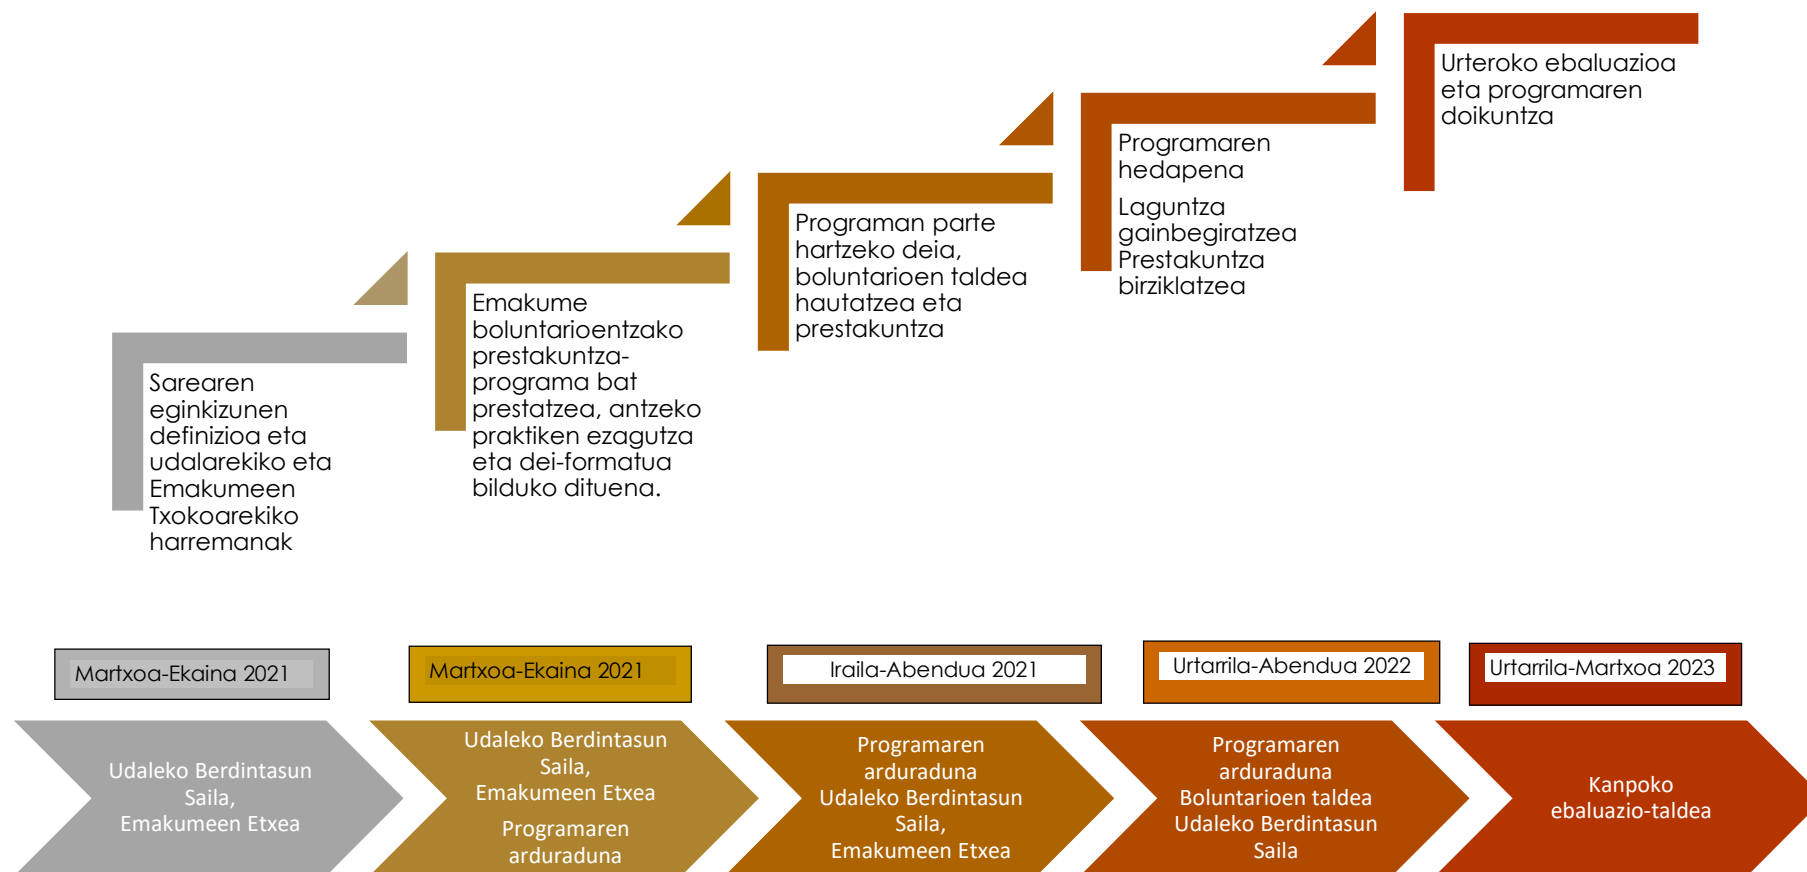 Sarearen
eginkizunen
definizioa eta
udalarekiko eta
Emakumeen
Txokoarekiko
harremanak
Emakume
boluntarioentzako
prestakuntza-
programa bat
prestatzea, antzeko
praktiken ezagutza
eta dei-formatua
bilduko dituena.
Programan parte
hartzeko deia,
boluntarioen taldea
hautatzea eta
prestakuntza
Programaren
hedapena
Laguntza
gainbegiratzea
Prestakuntza
birziklatzea
Urteroko ebaluazioa
eta programaren
doikuntza
Martxoa-Ekaina 2021
Martxoa-Ekaina 2021
Iraila-Abendua 2021
Urtarrila-Abendua 2022
Urtarrila-Martxoa 2023
Udaleko Berdintasun
Saila,
Emakumeen Etxea
Udaleko Berdintasun
Saila,
Emakumeen Etxea
Programaren
arduraduna
Programaren
arduraduna
Udaleko Berdintasun
Saila,
Emakumeen Etxea
Programaren
arduraduna
Boluntarioen taldea
Udaleko Berdintasun
Saila
Kanpoko
ebaluazio-taldea